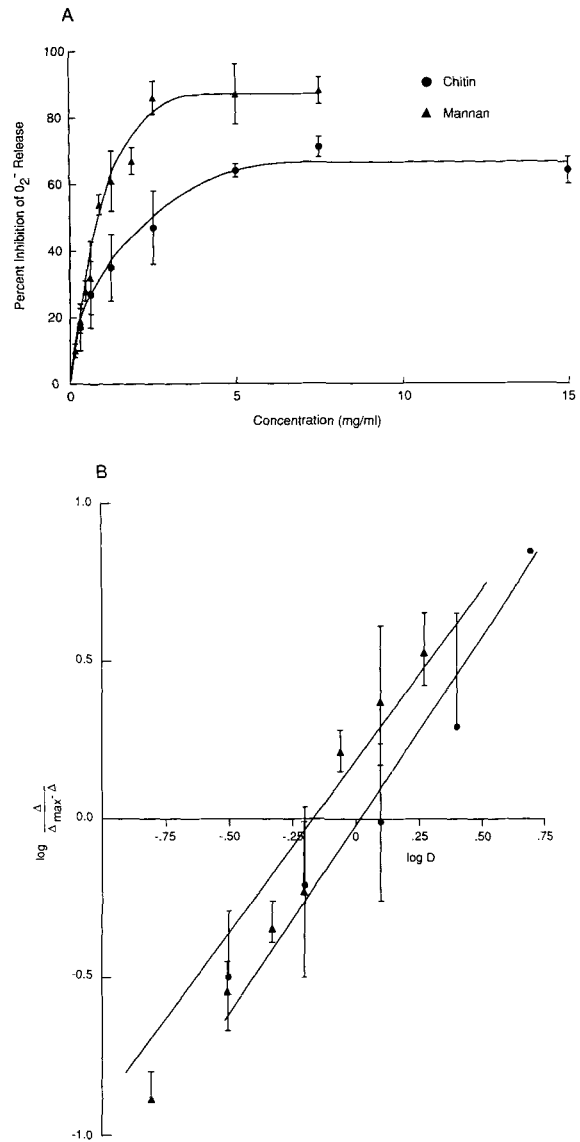 A
100
80
60
40
20
0
Percent Inhibition of O2- Release
0
5
10
15
Concentration (mg/ml)
Chitin
Mannan
B
1.0
0.5
0.0
-0.5
-1.0
log Δ / Δ max - Δ
-.75
-.50
-.25
0
.25
.50
.75
log D